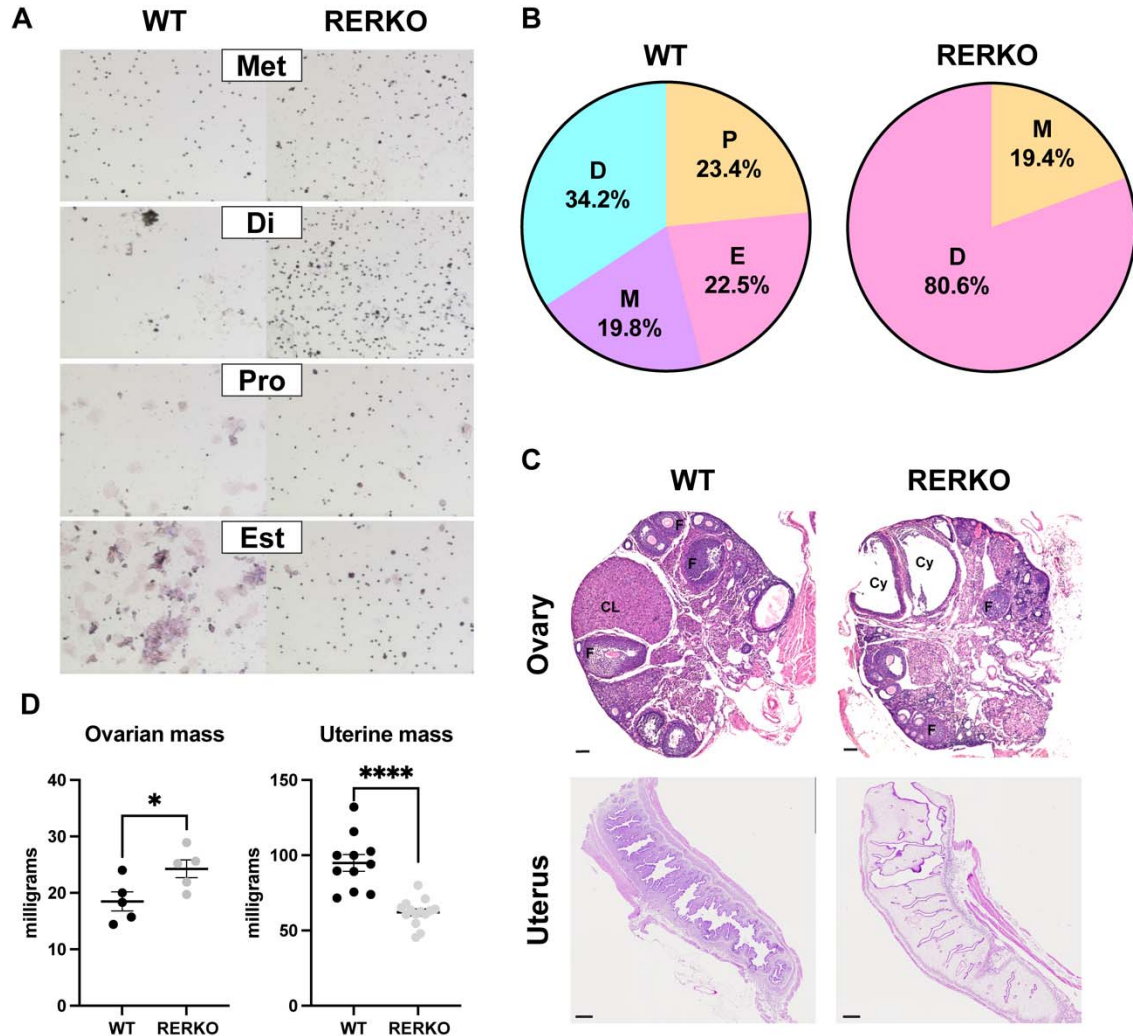 A
WT RERKO
Met
Di
Pro
Est
B
WT RERKO
P
23.4%
E
22.5%
M
19.8%
D
34.2%
M
19.4%
D
80.6%
C
WT RERKO
Ovary
F
F
CL
F
Cy
Cy
F
F
Uterus
D
Ovarian mass
milligrams
40
30
20
10
0
*
WT RERKO
Uterine mass
milligrams
150
100
50
0
****
WT RERKO